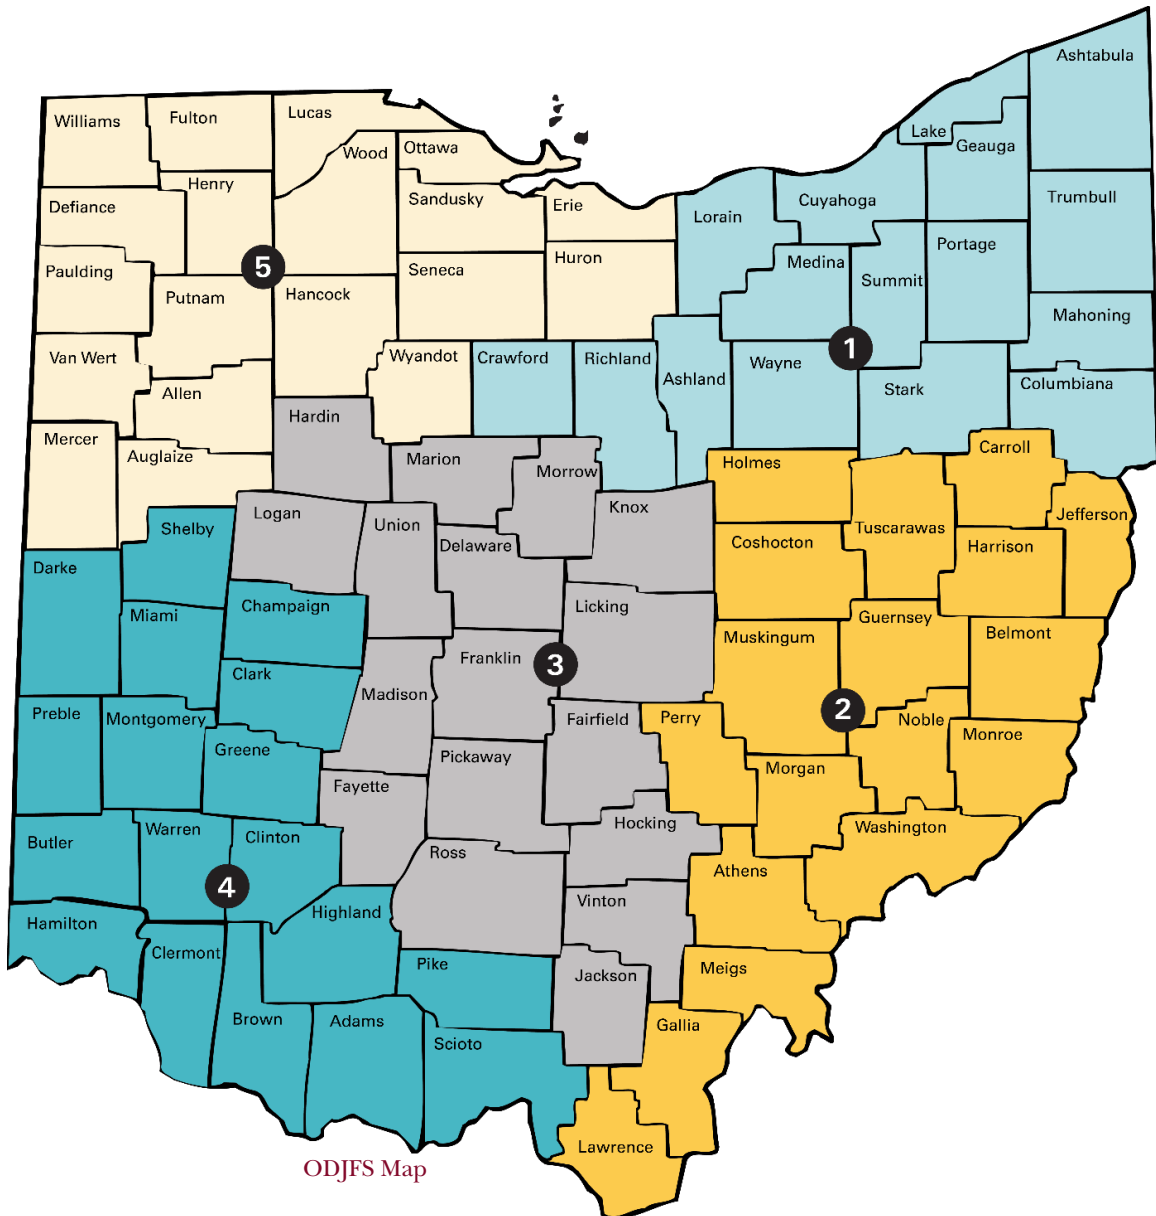 Ashtabula
Williams
Fulton
Lucas
Lake
Geauga
Wood
Ottawa
Henry
Sandusky
Erie
Defiance
Cuyahoga
Trumbull
Lorain
Portage
Paulding
5
Seneca
Huron
Medina
Summit
Putnam
Hancock
Mahoning
Van Wert
Wyandot
Crawford
Richland
Ashland
Wayne
1
Stark
Columbiana
Allen
Hardin
Mercer
Auglaize
Marion
Morrow
Holmes
Carroll
Shelby
Logan
Union
Knox
Jefferson
Delaware
Coshocton
Tuscarawas
Harrison
Darke
Miami
Champaign
Licking
Guernsey
Belmont
Clark
Franklin
3
Muskingum
Madison
Preble
Montgomery
Fairfield
Perry
2
Noble
Monroe
Greene
Pickaway
Morgan
Fayette
Butler
Warren
Clinton
Hocking
Washington
Ross
Athens
4
Hamilton
Highland
Vinton
Clermont
Pike
Jackson
Meigs
Brown
Adams
Scioto
Gallia
Lawrence
ODJFS Map